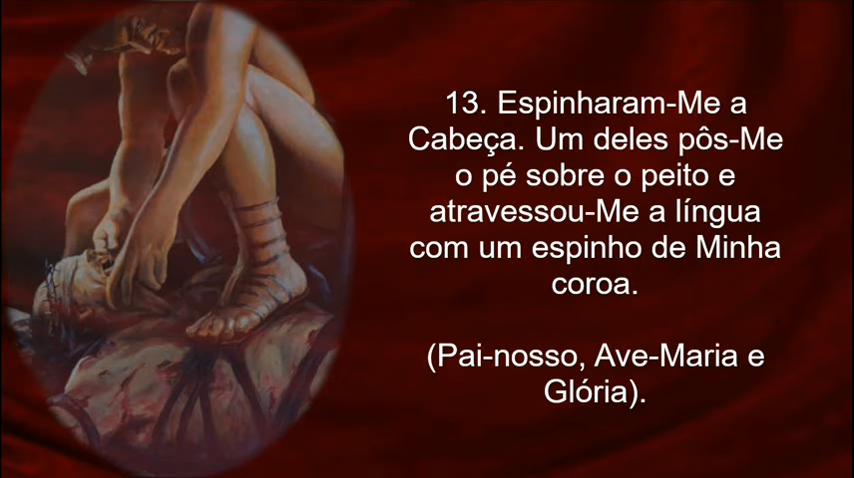 13. Espinharam-Me a
Cabeça. Um deles pôs-Me
o pé sobre o peito e
atravessou-Me a língua
com um espinho de Minha
coroa.
(Pai-nosso, Ave-Maria e
Glória).